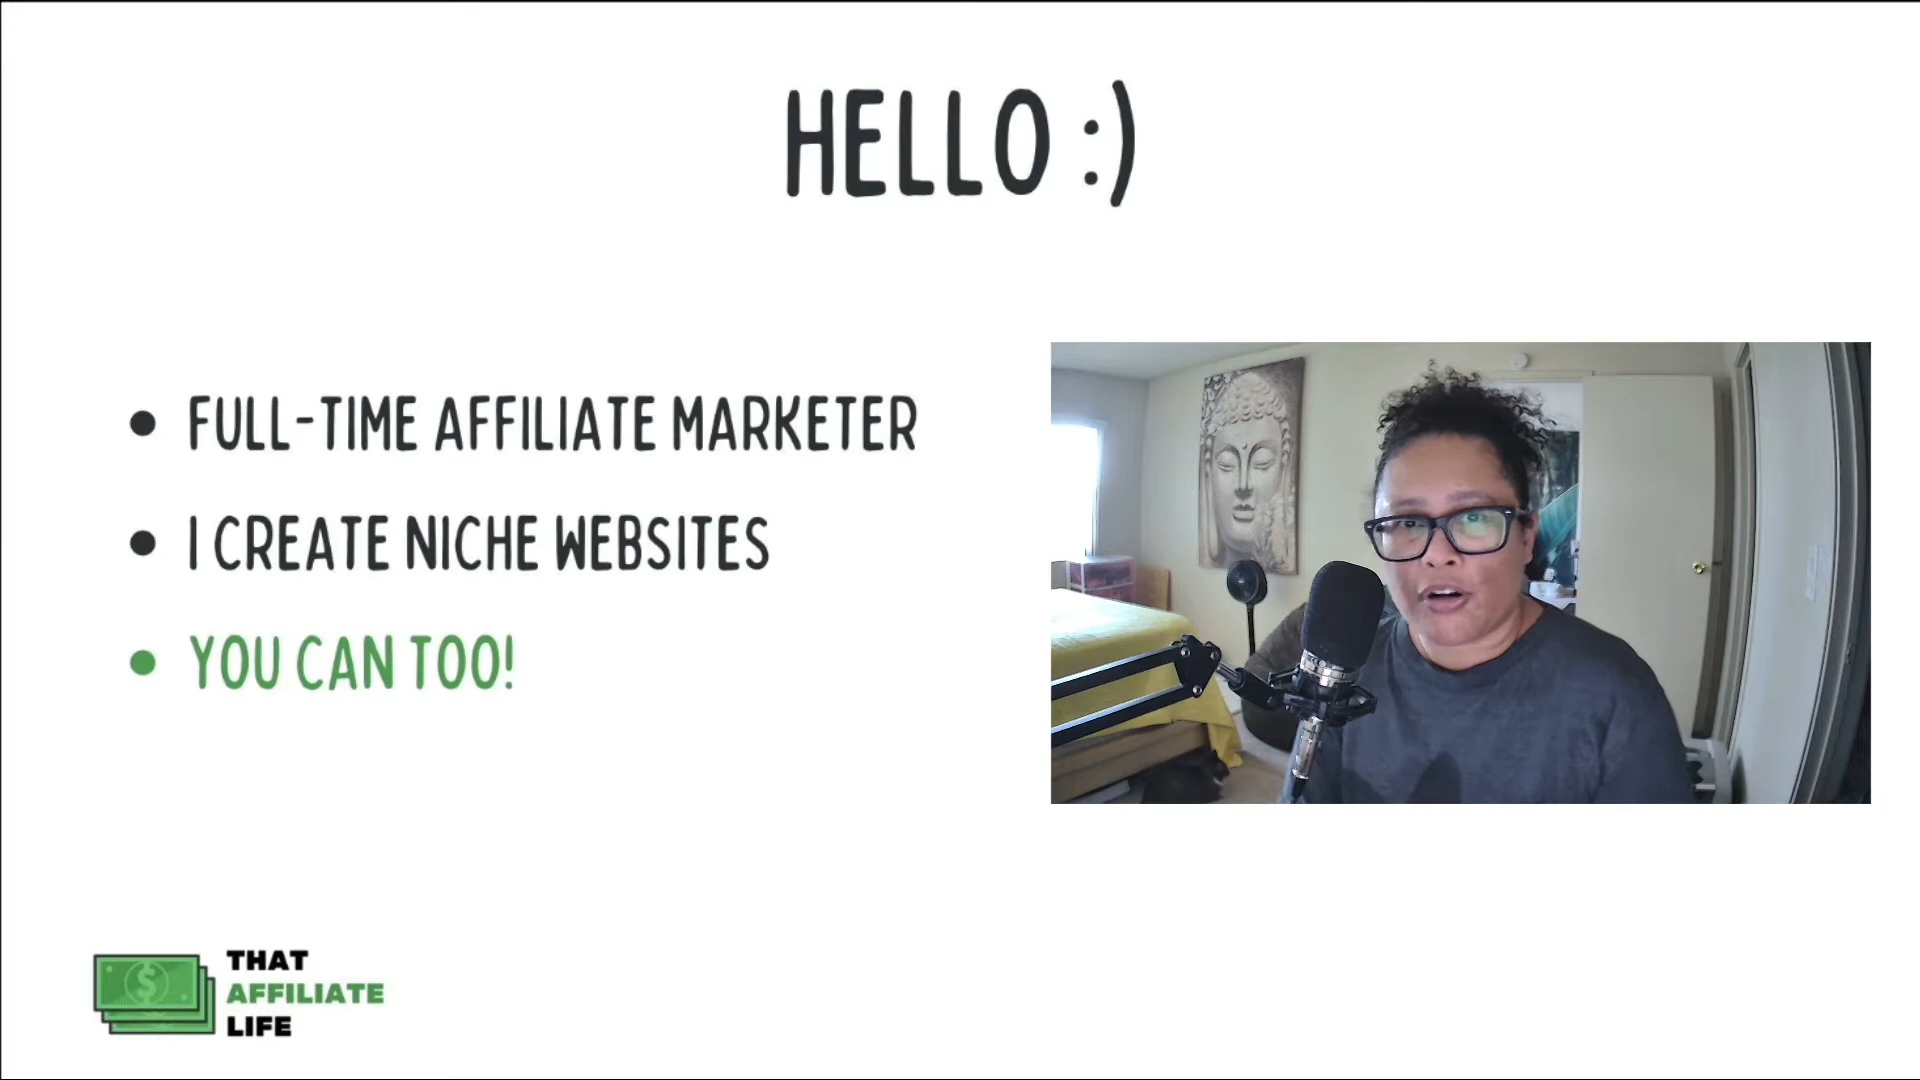 HELLO :)
FULL-TIME AFFILIATE MARKETER
I CREATE NICHE WEBSITES
YOU CAN TOO!
THAT
AFFILIATE
LIFE
$